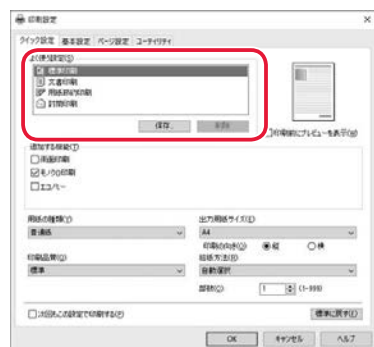 印刷設定
クイック設定 基本設定 ページ設定 ユーティリティ
よく使う設定(S)
標準印刷
文書印刷
用紙節約印刷
封筒印刷
保存... 削除
印刷前にプレビューを表示(W)
追加する機能(T)
両面印刷
モノクロ印刷
エコ/ペー
用紙の種類(Y) 出力用紙サイズ(E)
普通紙 A4
印刷の向き(O) 縦 横
印刷品質(Q) 給紙方法(R)
標準 自動選択
部数(C) 1 (1-999)
次回もこの設定で印刷する(P) 標準に戻す(F)
OK キャンセル ヘルプ